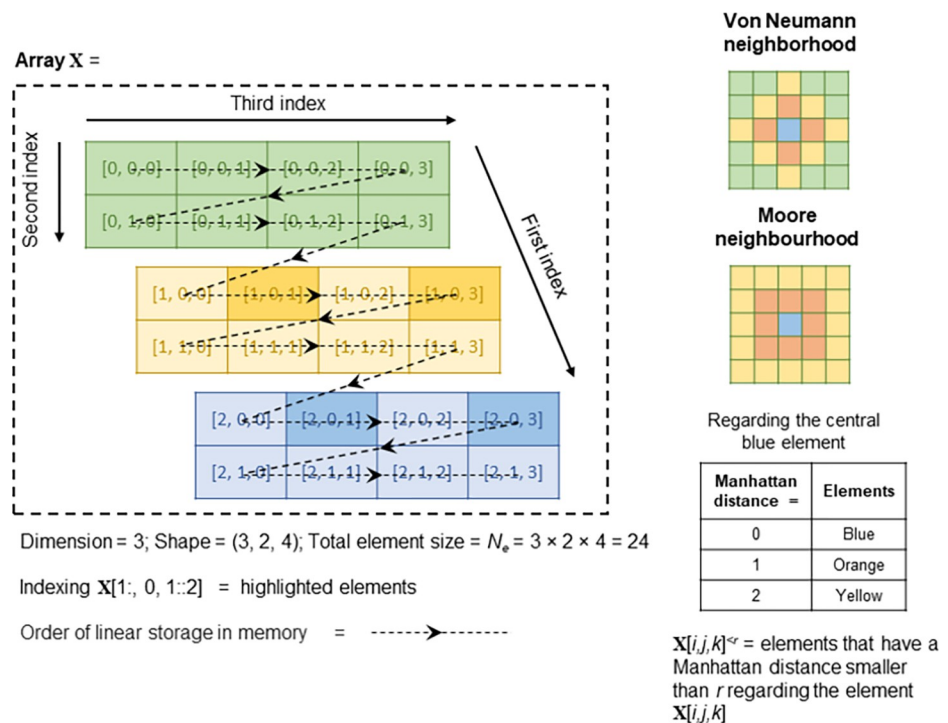 Array X =
Third index
Second index
First index
[0, 0, 0] [0, 0, 1] [0, 0, 2] [0, 0, 3]
[0, 1, 0] [0, 1, 1] [0, 1, 2] [0, 1, 3]
[1, 0, 0] [1, 0, 1] [1, 0, 2] [1, 0, 3]
[1, 1, 0] [1, 1, 1] [1, 1, 2] [1, 1, 3]
[2, 0, 0] [2, 0, 1] [2, 0, 2] [2, 0, 3]
[2, 1, 0] [2, 1, 1] [2, 1, 2] [2, 1, 3]
Dimension = 3; Shape = (3, 2, 4); Total element size = Nₑ = 3 × 2 × 4 = 24
Indexing X[1:, 0, 1::2] = highlighted elements
Order of linear storage in memory =
Von Neumann
neighborhood
Moore
neighbourhood
Regarding the central
blue element
Manhattan Elements
distance =
0 Blue
1 Orange
2 Yellow
X[i,j,k]<r = elements that have a
Manhattan distance smaller
than r regarding the element
X[i,j,k]